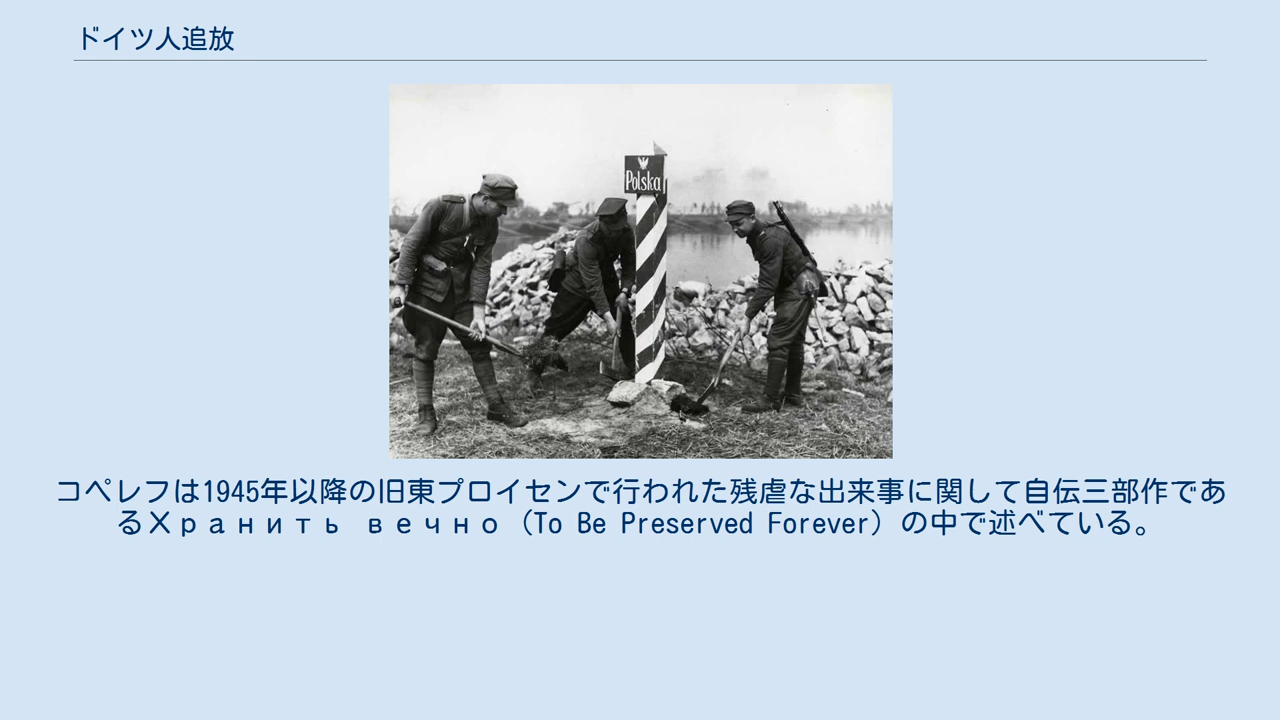 ドイツ人追放
Polska
コペレフは1945年以降の旧東プロイセンで行われた残虐な出来事に関して自伝三部作であ
るХранить вечно（To Be Preserved Forever）の中で述べている。